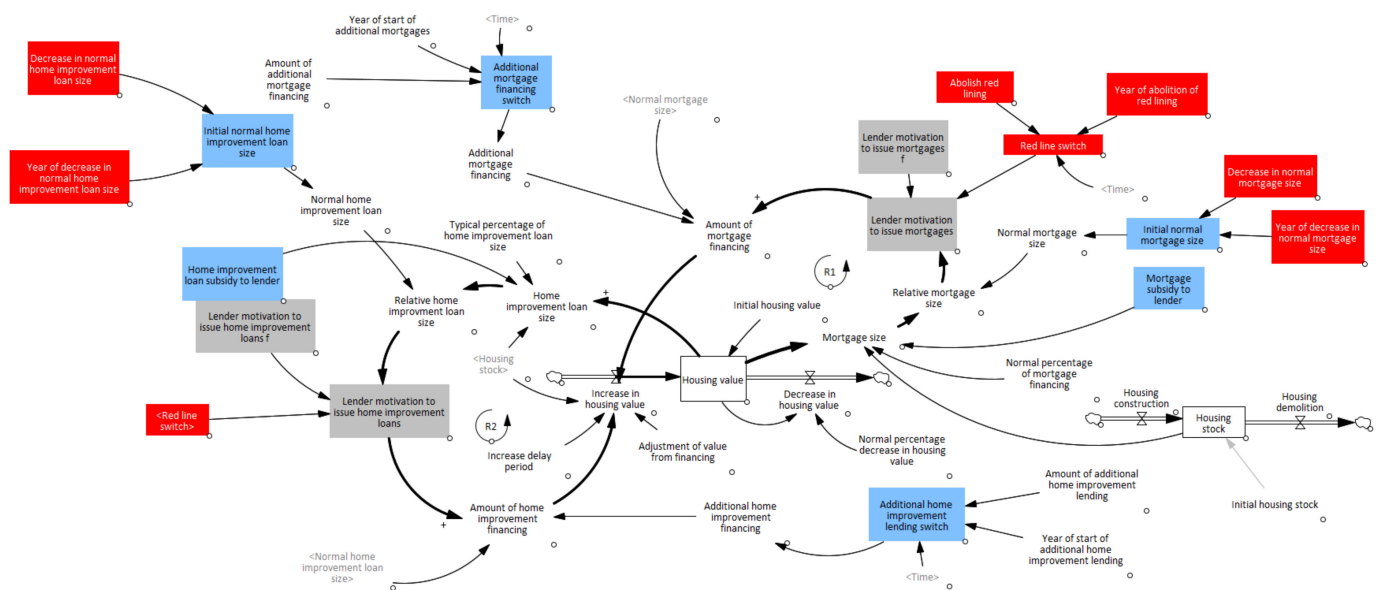 Year of start of
additional mortgages
<Time>
Decrease in normal
home improvement
loan size
Amount of
additional
mortgage
financing
Additional
mortgage
financing
switch
<Normal mortgage
size>
Abolish red
lining
Year of abolition of
red lining
Initial normal home
improvement loan
size
Lender motivation
to issue mortgages
f
Red line switch
Year of decrease in
normal home
improvement loan size
Additional
mortgage
financing
<Time>
Decrease in normal
mortgage size
Normal home
improvement loan
size
Typical percentage of
home improvement loan
size
+
Amount of
mortgage
financing
Lender motivation
to issue mortgages
Normal mortgage
size
Initial normal
mortgage size
Year of decrease in
normal mortgage
size
Home improvement
loan subsidy to lender
R1
Mortgage
subsidy to
lender
Relative home
improvement loan
size
Home
improvement loan
size
+
Initial housing value
Relative mortgage
size
Lender motivation to
issue home improvement
loans f
Mortgage size
<Housing
stock>
Housing value
Normal percentage
of mortgage
financing
Increase in
housing value
Decrease in
housing value
Housing
construction
Housing
stock
Housing
demolition
Lender motivation to
issue home improvement
loans
<Red line
switch>
R2
Increase delay
period
Adjustment of value
from financing
Normal percentage
decrease in housing
value
Amount of additional
home improvement
lending
Initial housing stock
Amount of home
improvement
financing
+
Additional home
improvement
financing
Additional home
improvement
lending switch
Year of start of
additional home
improvement lending
<Normal home
improvement loan
size>
<Time>